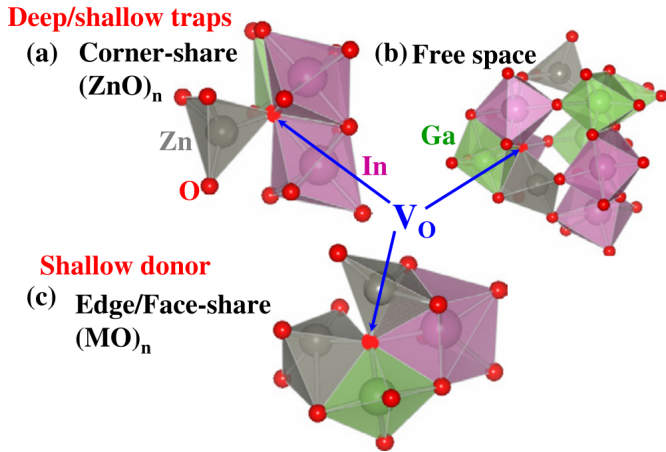 Deep/shallow traps
(a) Corner-share
(ZnO)n
(b) Free space
Zn
Ga
In
O
VO
Shallow donor
(c) Edge/Face-share
(MO)n